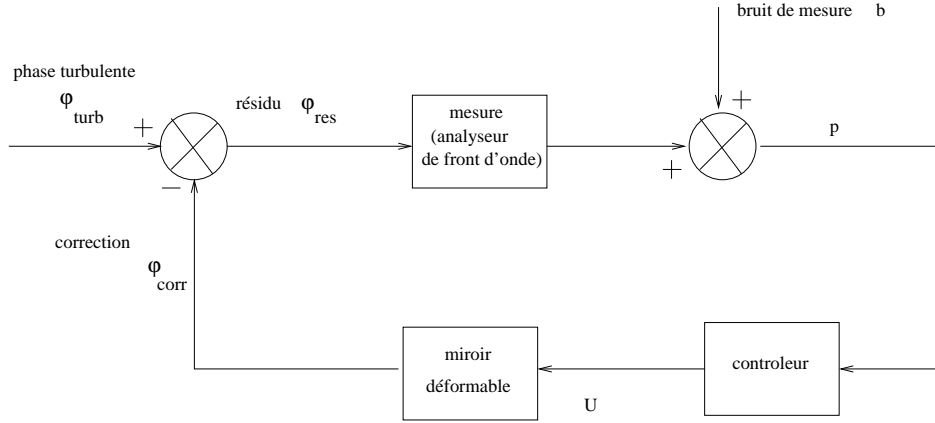 bruit de mesure b
phase turbulente
φ turb
+
résidu φ res
mesure
(analyseur
de front d'onde)
+
+
p
−
correction
φ corr
miroir
déformable
U
controleur